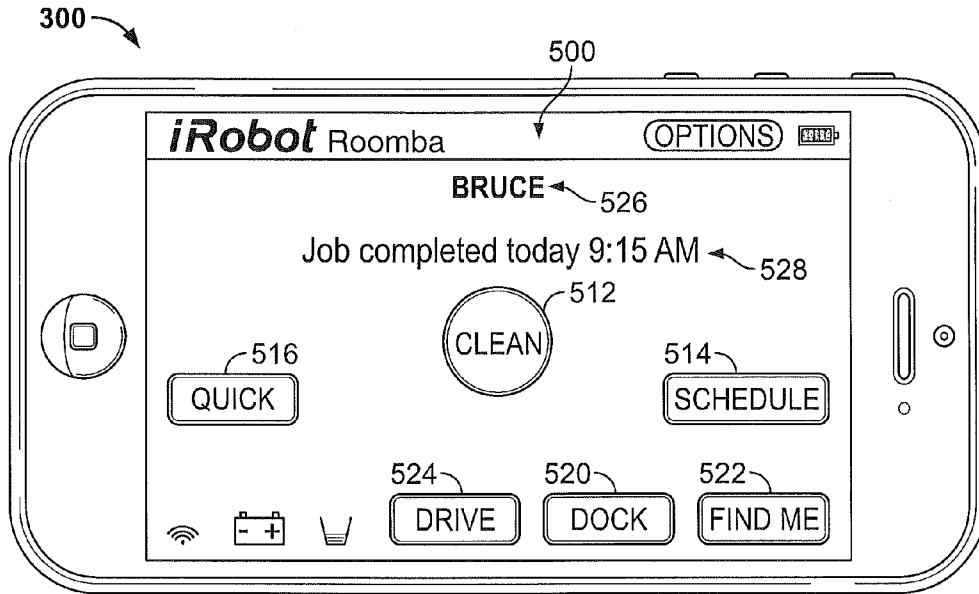 300
500
iRobot Roomba OPTIONS
BRUCE 526
Job completed today 9:15 AM 528
512
CLEAN
516 514
QUICK SCHEDULE
524 520 522
DRIVE DOCK FIND ME
- +